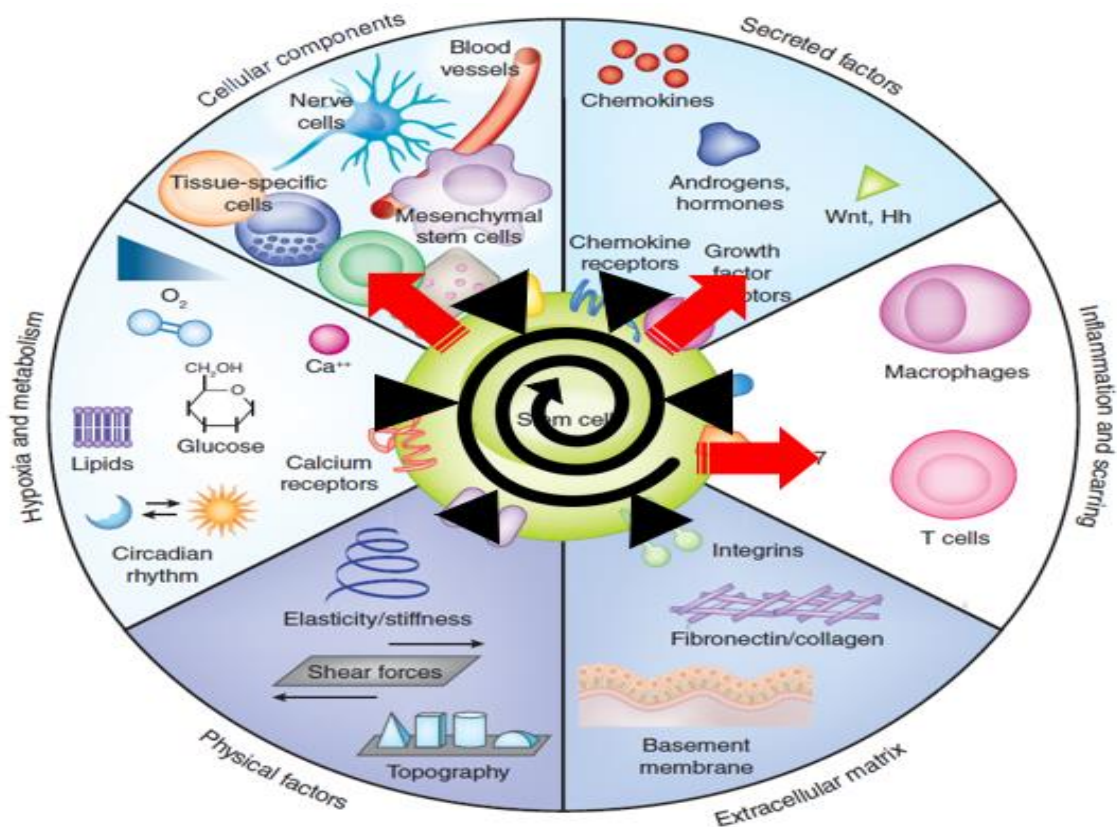 Cellular components
Blood
vessels
Nerve
cells
Tissue-specific
cells
Mesenchymal
stem cells
Secreted factors
Chemokines
Androgens,
hormones
Wnt, Hh
Chemokine
receptors
Growth
factor
Inflammation and scarring
Macrophages
T cells
Hypoxia and metabolism
O₂
Ca⁺⁺
CH₂OH
O
Glucose
Lipids
Calcium
receptors
Circadian
rhythm
Stem cell
Physical factors
Elasticity/stiffness
Shear forces
Topography
Extracellular matrix
Integrins
Fibronectin/collagen
Basement
membrane